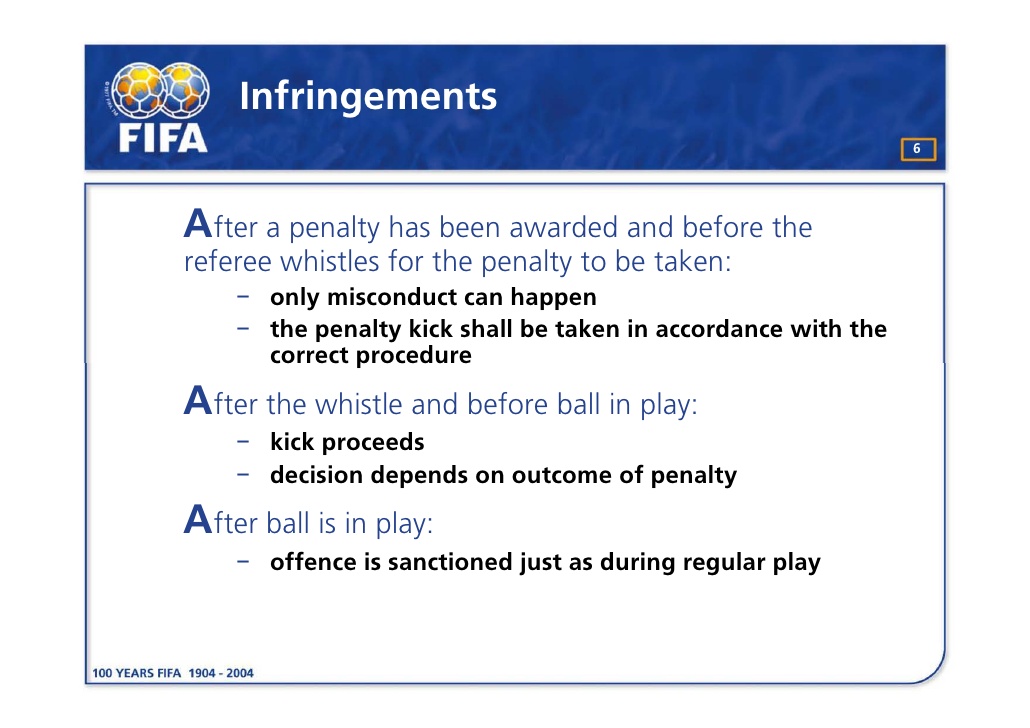 Infringements
FIFA
6
After a penalty has been awarded and before the
referee whistles for the penalty to be taken:
– only misconduct can happen
– the penalty kick shall be taken in accordance with the
correct procedure
After the whistle and before ball in play:
– kick proceeds
– decision depends on outcome of penalty
After ball is in play:
– offence is sanctioned just as during regular play
100 YEARS FIFA 1904 - 2004